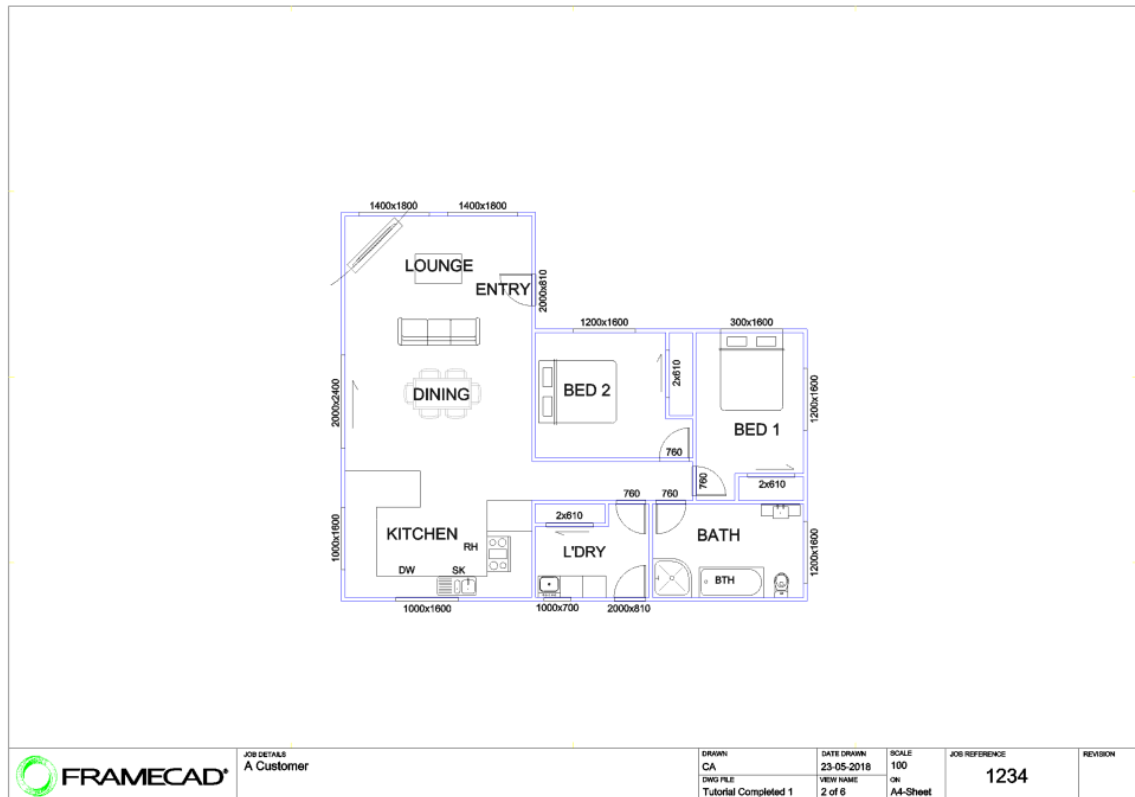 1400x1800 1400x1800
LOUNGE
ENTRY
2000x810
1200x1600 300x1600
2000x2400
DINING
BED 2
2x610
1200x1600
BED 1
760
760
2x610
760 760
2x610
1000x1600
KITCHEN
RH
L'DRY
BATH
1200x1600
DW SK
BTH
1000x1600 1000x700 2000x810
FRAMECAD®
JOB DETAILS
A Customer
DRAWN
CA
DWG FILE
Tutorial Completed 1
DATE DRAWN
23-05-2018
VIEW NAME
2 of 6
SCALE
100
ON
A4-Sheet
JOB REFERENCE
1234
REVISION